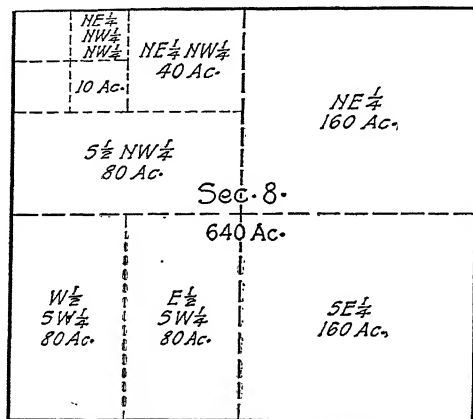 NE¼
NW¼
NW¼
NE¼ NW¼
40 Ac.
10 Ac.
NE¼
160 Ac.
S½ NW¼
80 Ac.
Sec. 8.
640 Ac.
W½
SW¼
80 Ac.
E½
SW¼
80 Ac.
SE¼
160 Ac.